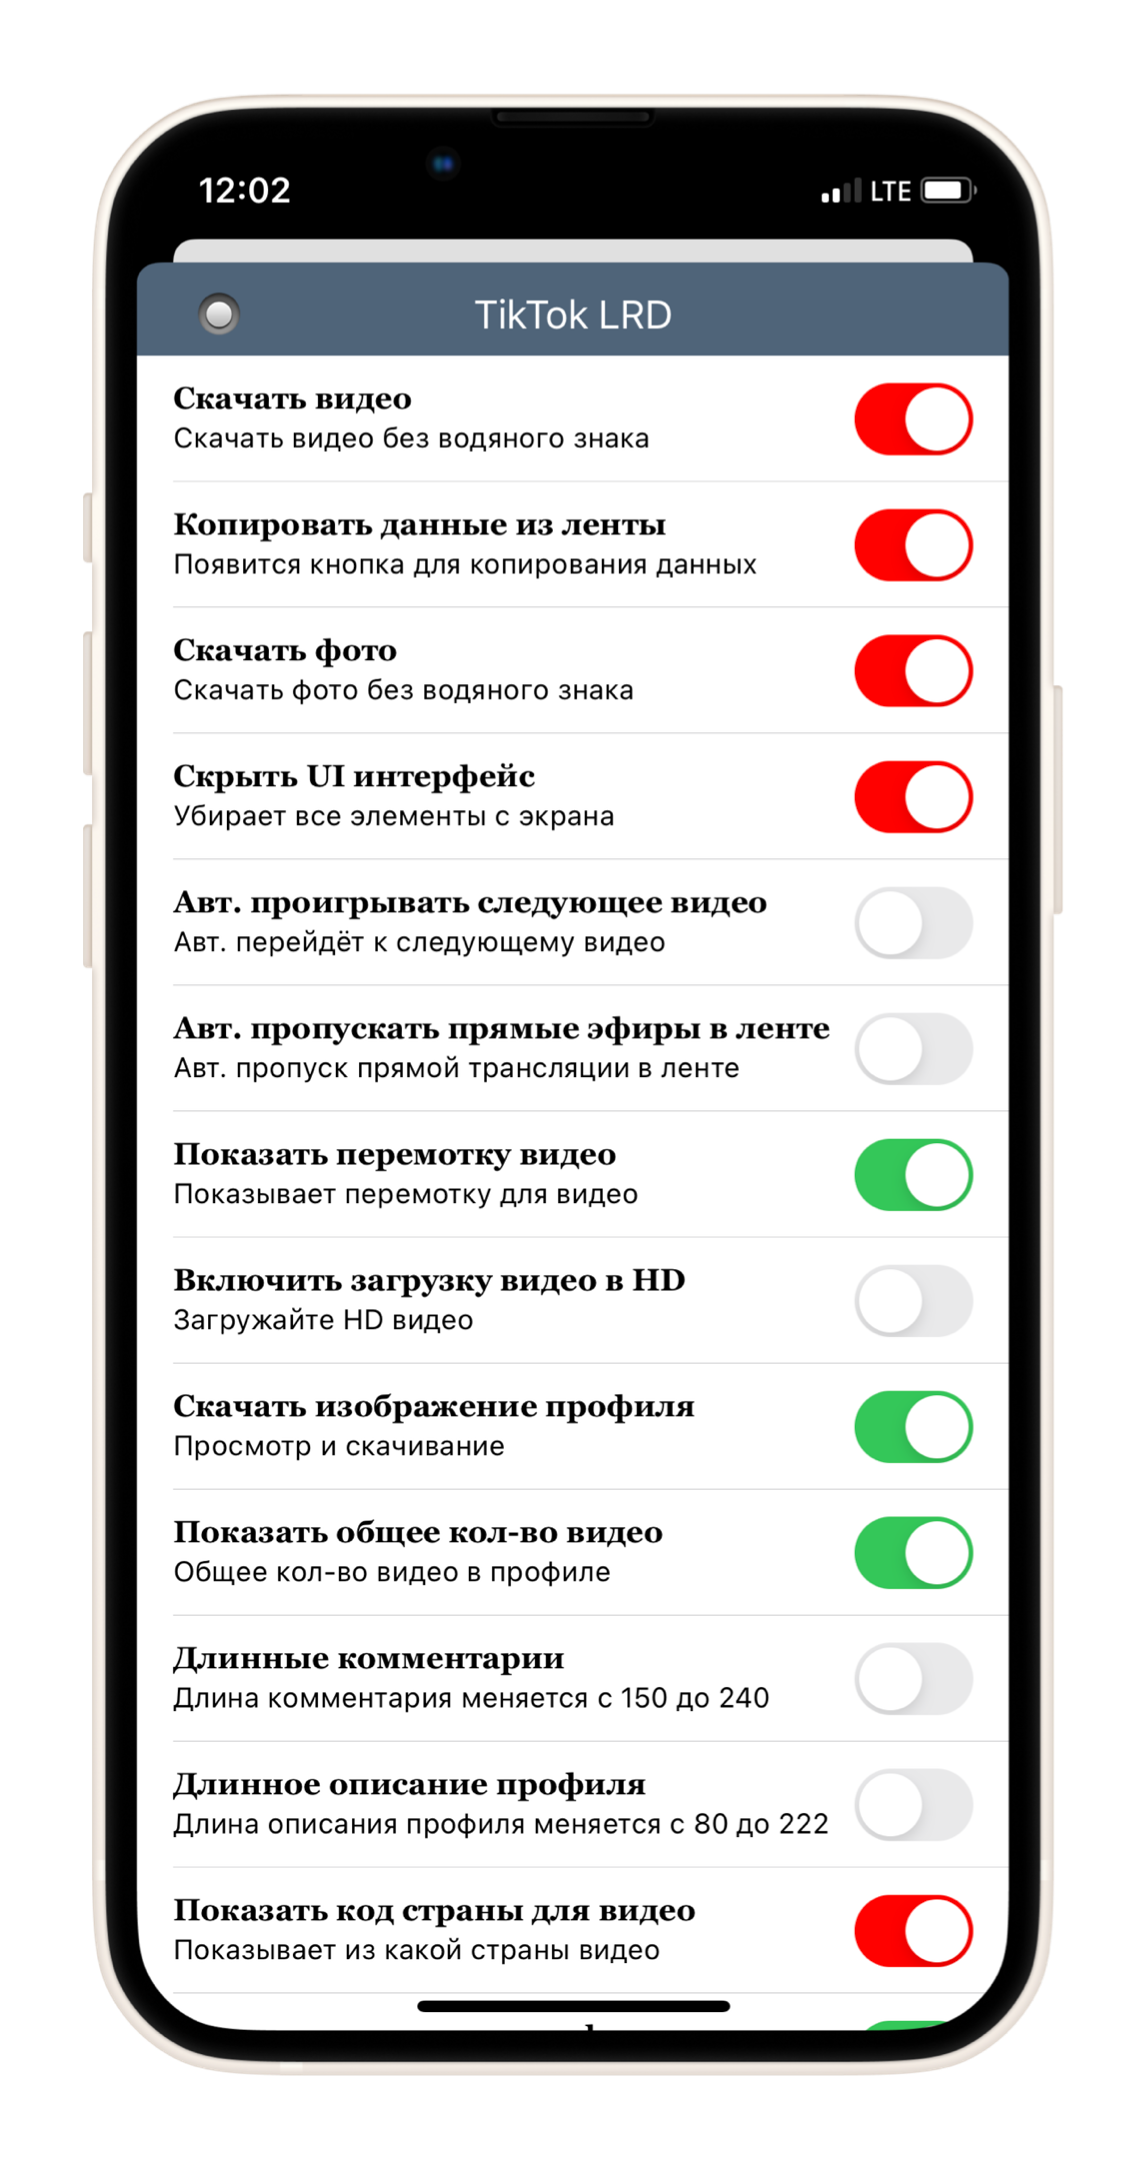 12:02
LTE
TikTok LRD
Скачать видео
Скачать видео без водяного знака
Копировать данные из ленты
Появится кнопка для копирования данных
Скачать фото
Скачать фото без водяного знака
Скрыть UI интерфейс
Убирает все элементы с экрана
Авт. проигрывать следующее видео
Авт. перейдёт к следующему видео
Авт. пропускать прямые эфиры в ленте
Авт. пропуск прямой трансляции в ленте
Показать перемотку видео
Показывает перемотку для видео
Включить загрузку видео в HD
Загружайте HD видео
Скачать изображение профиля
Просмотр и скачивание
Показать общее кол-во видео
Общее кол-во видео в профиле
Длинные комментарии
Длина комментария меняется с 150 до 240
Длинное описание профиля
Длина описания профиля меняется с 80 до 222
Показать код страны для видео
Показывает из какой страны видео